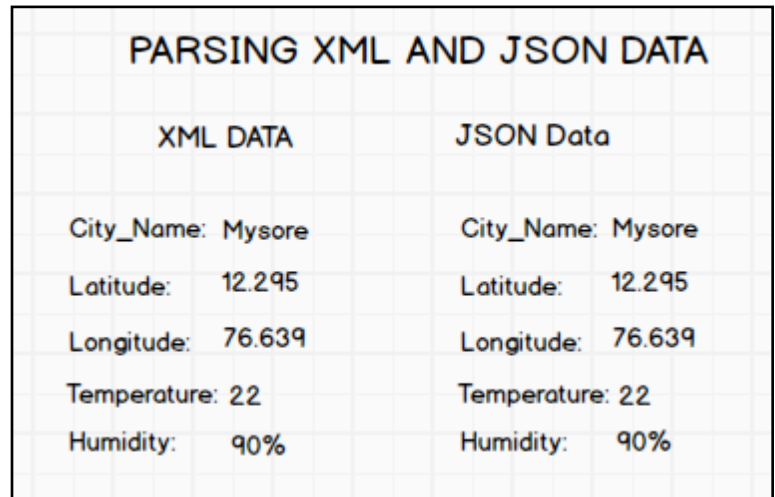 PARSING XML AND JSON DATA
XML DATA
City_Name: Mysore
Latitude: 12.295
Longitude: 76.639
Temperature: 22
Humidity: 90%
JSON Data
City_Name: Mysore
Latitude: 12.295
Longitude: 76.639
Temperature: 22
Humidity: 90%